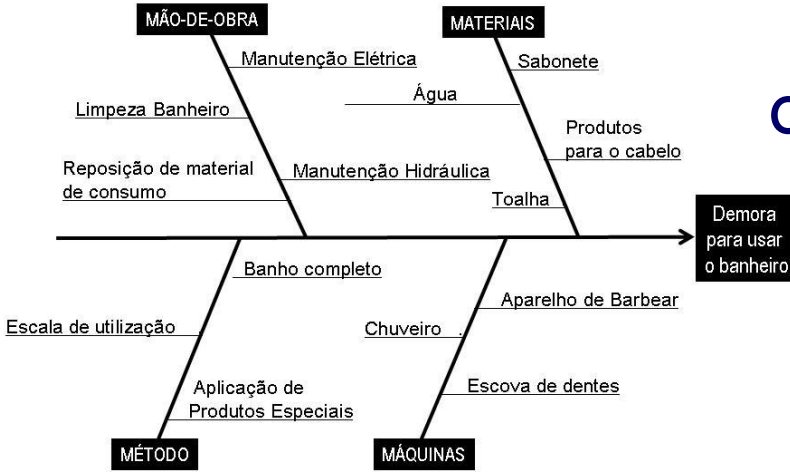 MÃO-DE-OBRA
MATERIAIS
Manutenção Elétrica
Limpeza Banheiro
Reposição de material
de consumo
Manutenção Hidráulica
Sabonete
Água
Produtos
para o cabelo
Toalha
Demora
para usar
o banheiro
Banho completo
Escala de utilização
Aplicação de
Produtos Especiais
Aparelho de Barbear
Chuveiro
Escova de dentes
MÉTODO
MÁQUINAS